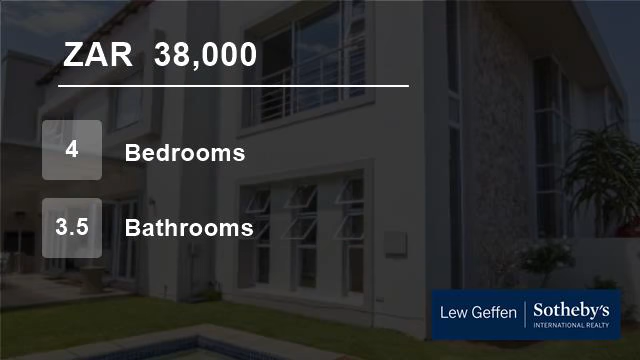 ZAR 38,000
4
Bedrooms
3.5
Bathrooms
Lew Geffen
Sotheby's
INTERNATIONAL REALTY